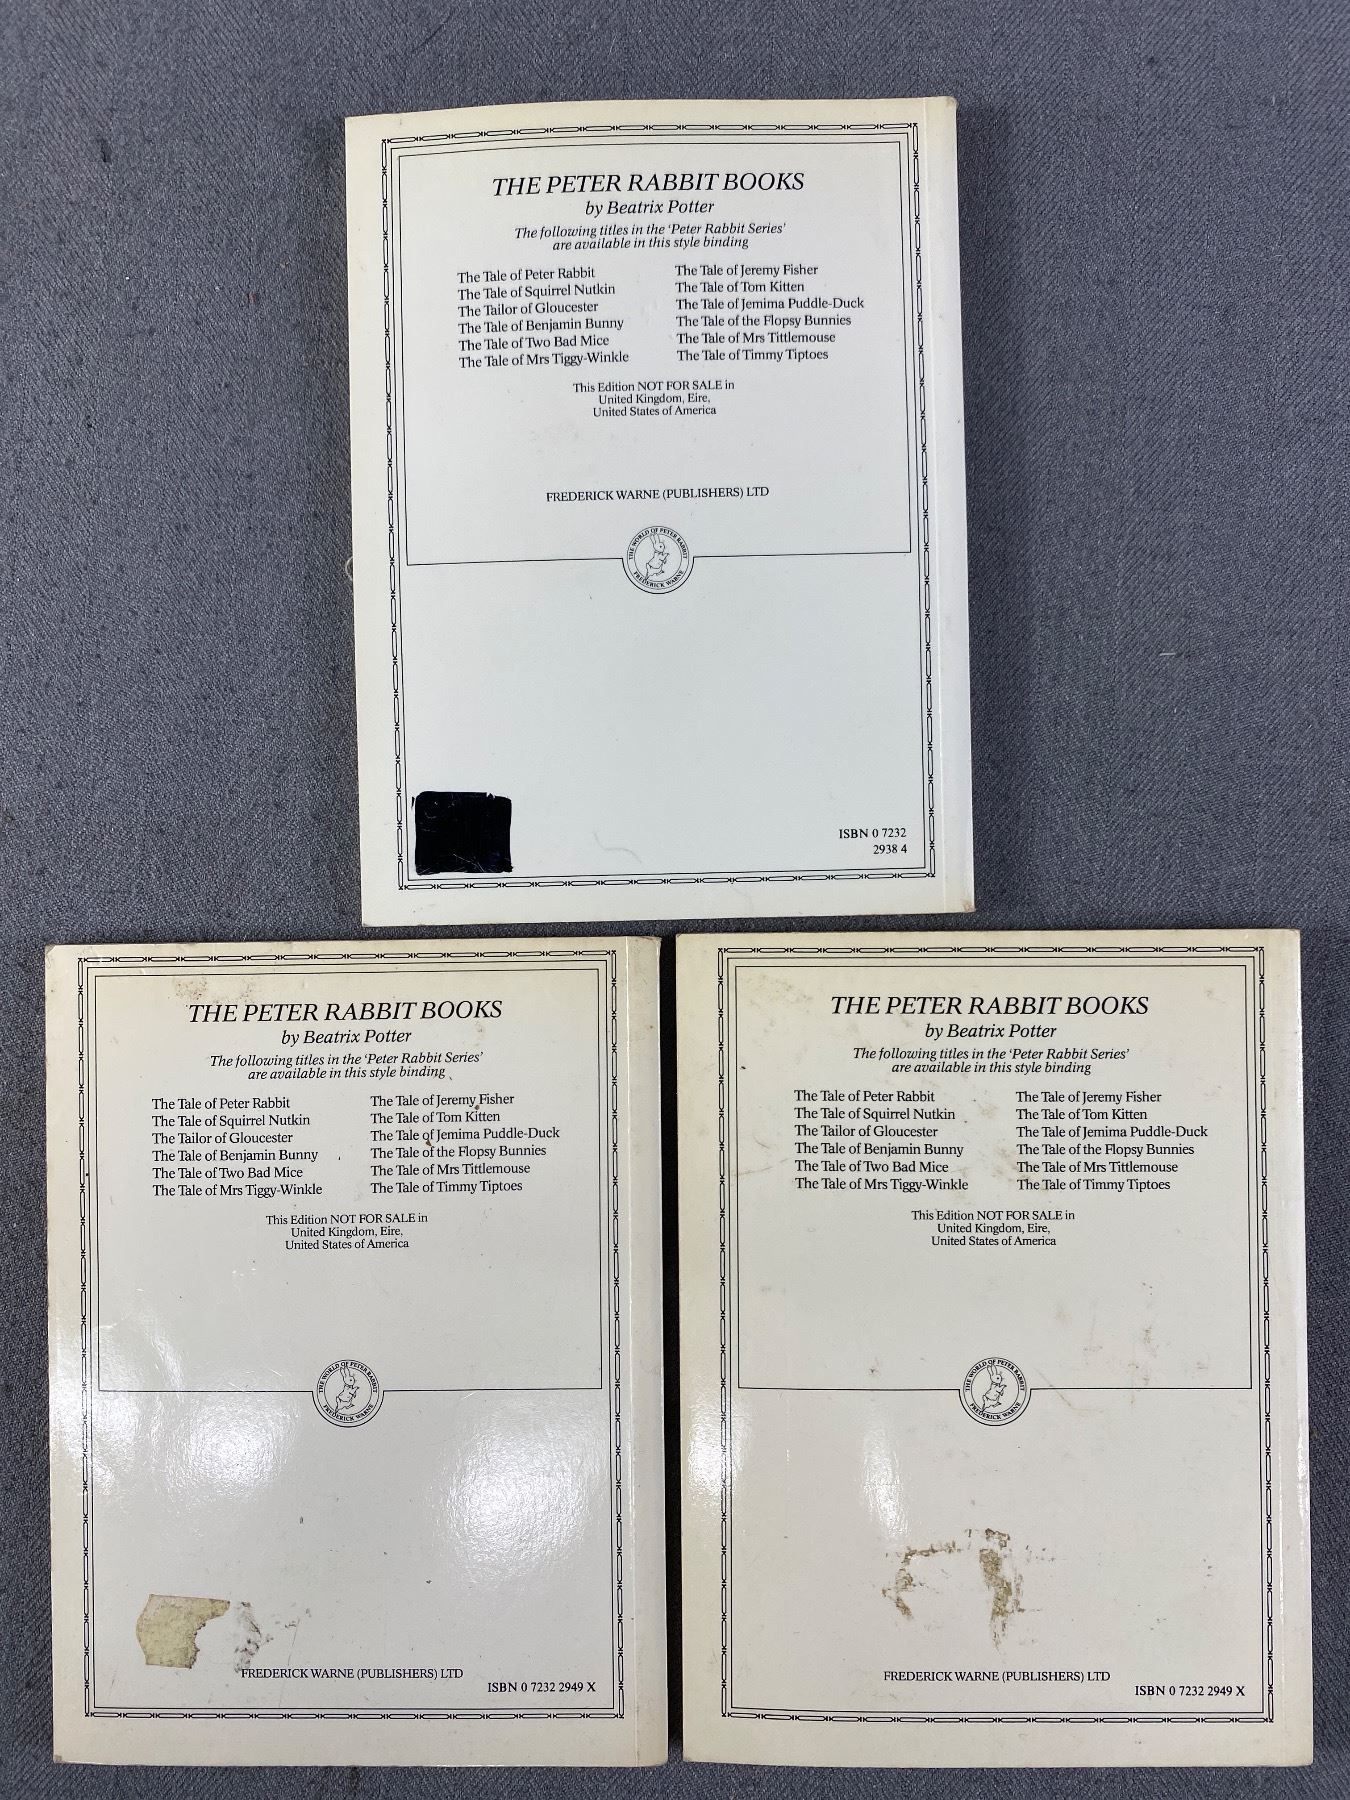 THE PETER RABBIT BOOKS
by Beatrix Potter
The following titles in the ‘Peter Rabbit Series’
are available in this style binding
The Tale of Peter Rabbit
The Tale of Squirrel Nutkin
The Tailor of Gloucester
The Tale of Benjamin Bunny
The Tale of Two Bad Mice
The Tale of Mrs Tiggy-Winkle
The Tale of Jeremy Fisher
The Tale of Tom Kitten
The Tale of Jemima Puddle-Duck
The Tale of the Flopsy Bunnies
The Tale of Mrs Tittlemouse
The Tale of Timmy Tiptoes
This Edition NOT FOR SALE in
United Kingdom, Eire,
United States of America
FREDERICK WARNE (PUBLISHERS) LTD
THE WORLD OF PETER RABBIT
FREDERICK WARNE
ISBN 0 7232
2938 4
THE PETER RABBIT BOOKS
by Beatrix Potter
The following titles in the ‘Peter Rabbit Series’
are available in this style binding
The Tale of Peter Rabbit
The Tale of Squirrel Nutkin
The Tailor of Gloucester
The Tale of Benjamin Bunny
The Tale of Two Bad Mice
The Tale of Mrs Tiggy-Winkle
The Tale of Jeremy Fisher
The Tale of Tom Kitten
The Tale of Jemima Puddle-Duck
The Tale of the Flopsy Bunnies
The Tale of Mrs Tittlemouse
The Tale of Timmy Tiptoes
This Edition NOT FOR SALE in
United Kingdom, Eire,
United States of America
THE WORLD OF PETER RABBIT
FREDERICK WARNE
FREDERICK WARNE (PUBLISHERS) LTD
ISBN 0 7232 2949 X
THE PETER RABBIT BOOKS
by Beatrix Potter
The following titles in the ‘Peter Rabbit Series’
are available in this style binding
The Tale of Peter Rabbit
The Tale of Squirrel Nutkin
The Tailor of Gloucester
The Tale of Benjamin Bunny
The Tale of Two Bad Mice
The Tale of Mrs Tiggy-Winkle
The Tale of Jeremy Fisher
The Tale of Tom Kitten
The Tale of Jemima Puddle-Duck
The Tale of the Flopsy Bunnies
The Tale of Mrs Tittlemouse
The Tale of Timmy Tiptoes
This Edition NOT FOR SALE in
United Kingdom, Eire,
United States of America
THE WORLD OF PETER RABBIT
FREDERICK WARNE
FREDERICK WARNE (PUBLISHERS) LTD
ISBN 0 7232 2949 X